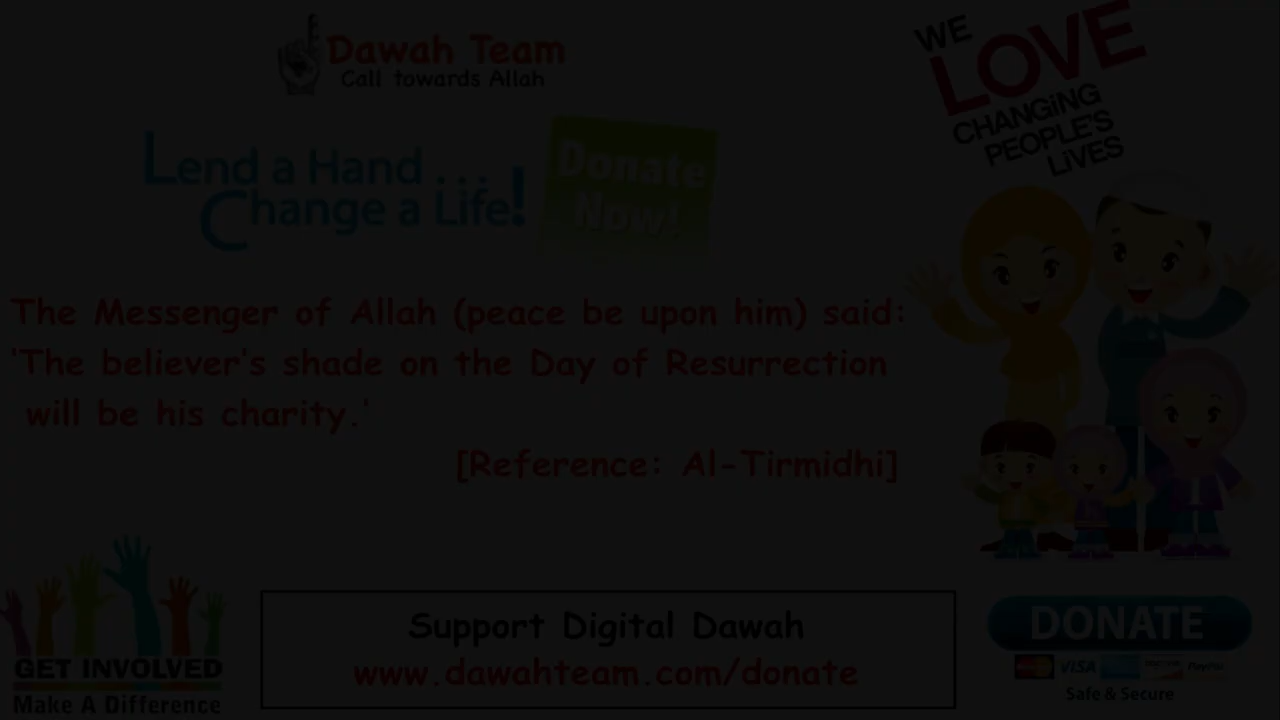 Dawah Team
Call towards Allah
WE
LOVE
CHANGiNG
PEOPLE'S
LiVES
Lend a Hand ...
Change a Life!
Donate
Now!
The Messenger of Allah (peace be upon him) said:
'The believer's shade on the Day of Resurrection
will be his charity.'
[Reference: Al-Tirmidhi]
GET INVOLVED
Make A Difference
Support Digital Dawah
www.dawahteam.com/donate
DONATE
VISA PayPal
Safe & Secure